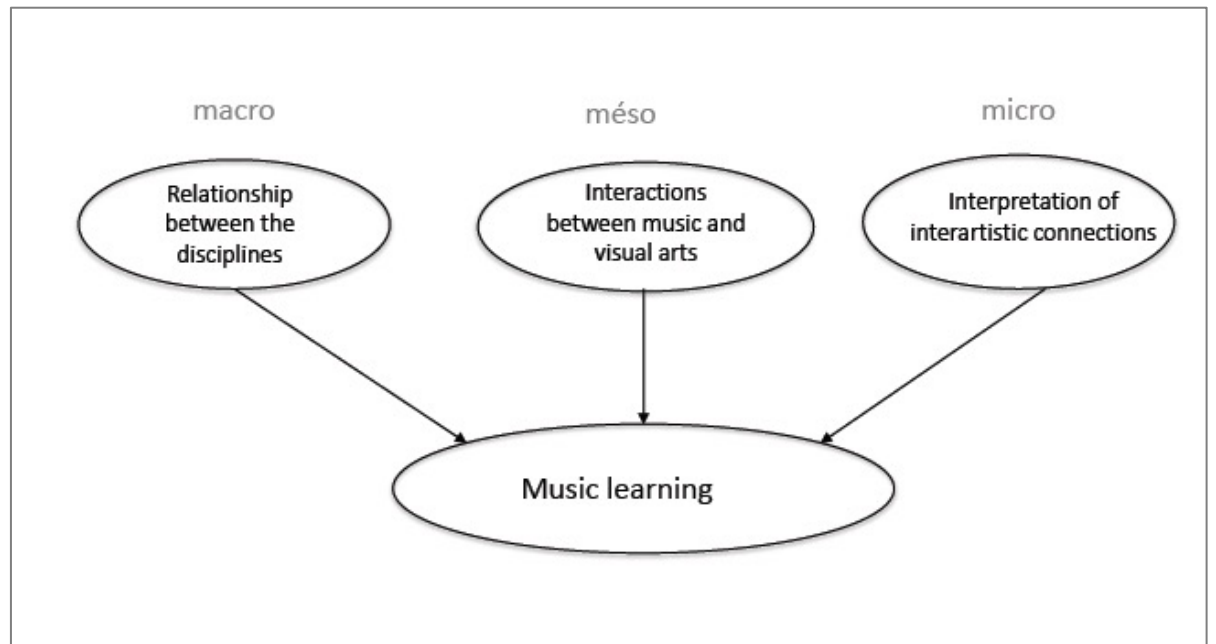 macro
méso
micro
Relationship
between the
disciplines
Interactions
between music and
visual arts
Interpretation of
interartistic connections
Music learning